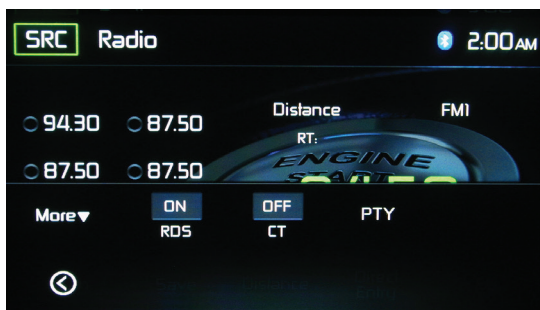 SRC Radio 2:00AM
94.30 87.50 Distance FM1
RT:
87.50 87.50 ENGINE
START
More▼ ON OFF PTY
RDS CT